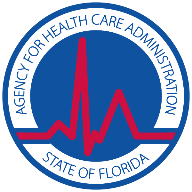 AGENCY FOR HEALTH CARE ADMINISTRATION
STATE OF FLORIDA